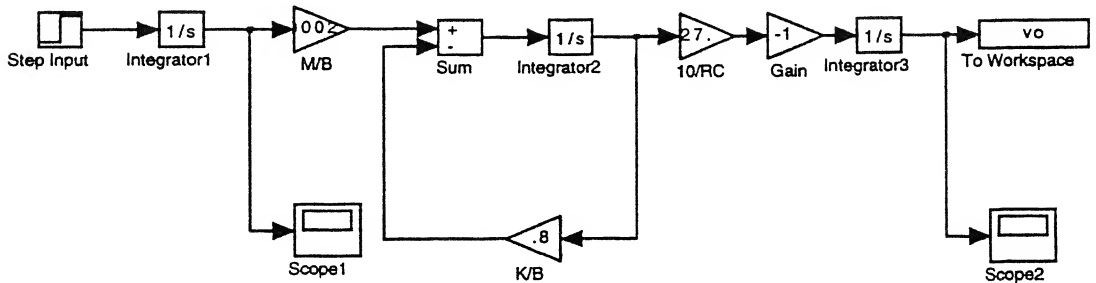 Step Input
1/s
Integrator1
002
M/B
+
-
Sum
1/s
Integrator2
27.
10/RC
-1
Gain
1/s
Integrator3
vo
To Workspace
Scope1
.8
K/B
Scope2